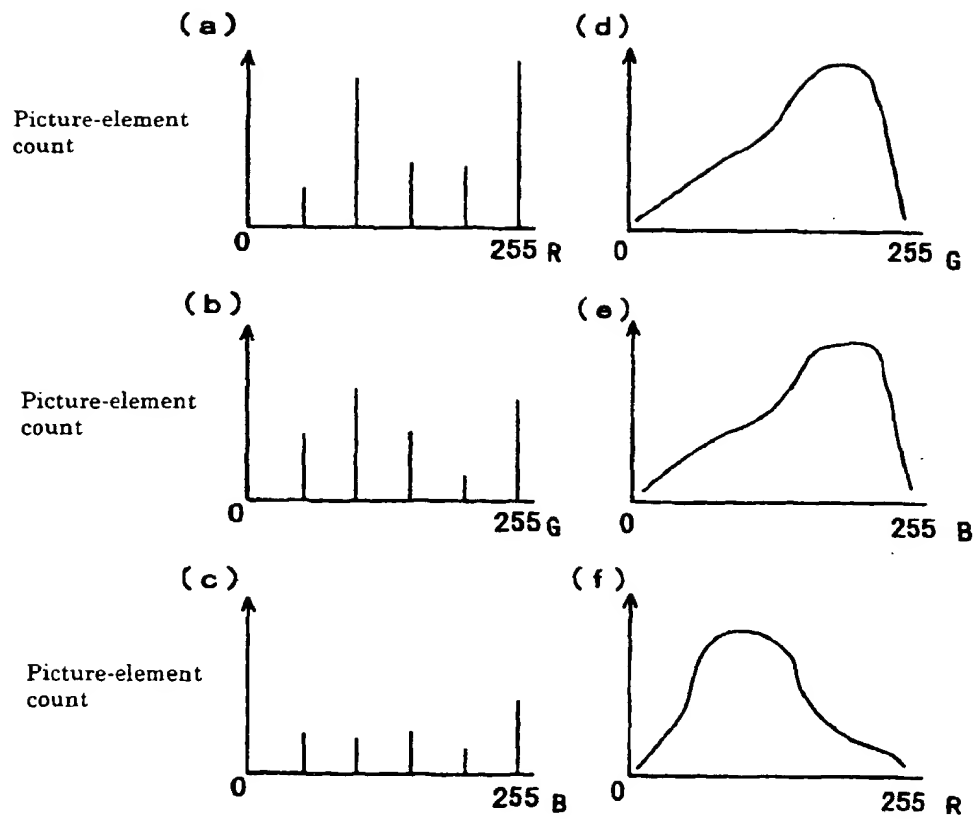 (a)
Picture-element
count
0
255 R
(d)
0
255 G
(b)
Picture-element
count
0
255 G
(e)
0
255 B
(c)
Picture-element
count
0
255 B
(f)
0
255 R